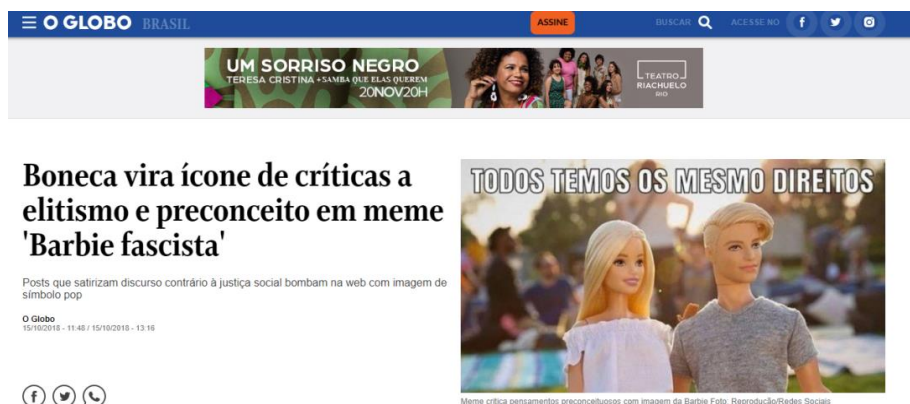 O GLOBO BRASIL
ASSINE
BUSCAR
ACESSE NO
UM SORRISO NEGRO
TERESA CRISTINA + SAMBA QUE ELAS QUEREM
20NOV20H
TEATRO
RIACHUELO
RIO
Boneca vira ícone de críticas a
elitismo e preconceito em meme
'Barbie fascista'
Posts que satirizam discurso contrário à justiça social bombam na web com imagem de
símbolo pop
O Globo
15/10/2018 - 11:48 / 15/10/2018 - 13:16
TODOS TEMOS OS MESMO DIREITOS
Meme critica pensamentos preconceituosos com imagem da Barbie Foto: Reprodução/Redes Sociais